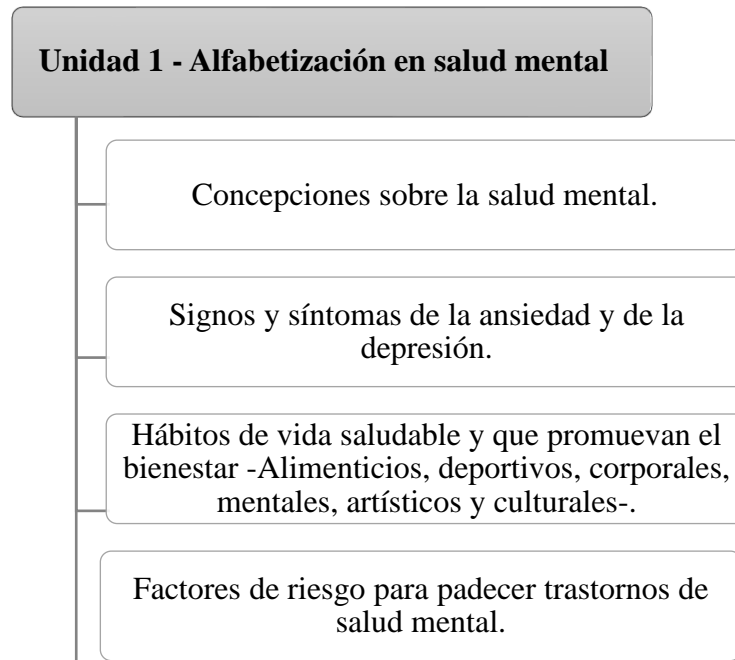 Unidad 1 - Alfabetización en salud mental
Concepciones sobre la salud mental.
Signos y síntomas de la ansiedad y de la
depresión.
Hábitos de vida saludable y que promuevan el
bienestar -Alimenticios, deportivos, corporales,
mentales, artísticos y culturales-.
Factores de riesgo para padecer trastornos de
salud mental.